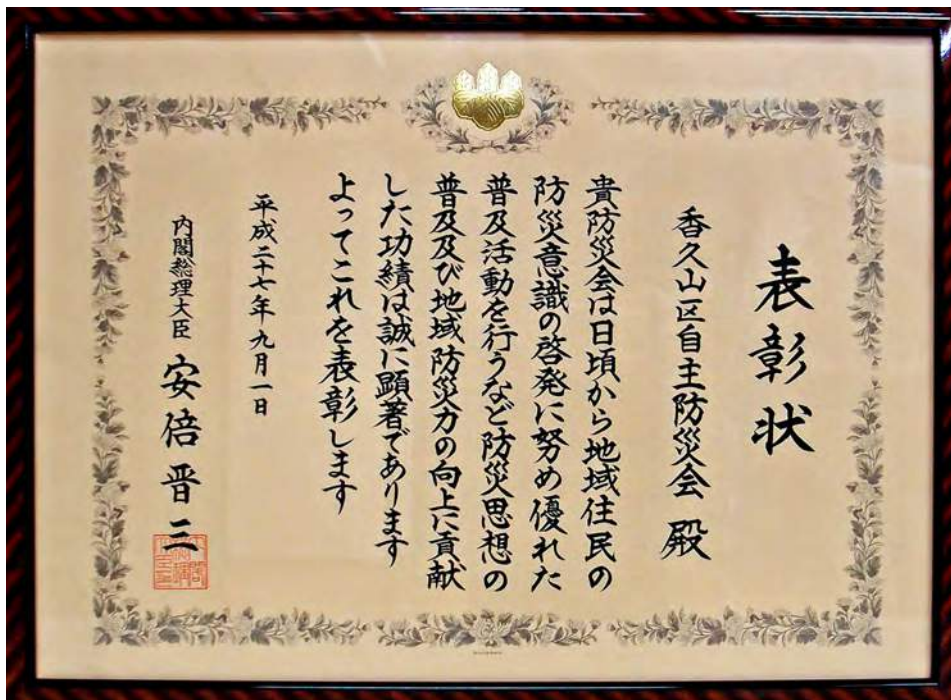 表彰状
香久山区自主防災会 殿
貴防災会は日頃から地域住民の
防災意識の啓発に努め優れた
普及活動を行うなど防災思想の
普及及び地域防災力の向上に貢献
した功績は誠に顕著であります
よってこれを表彰します
平成二十七年九月一日
内閣総理大臣 安倍晋三